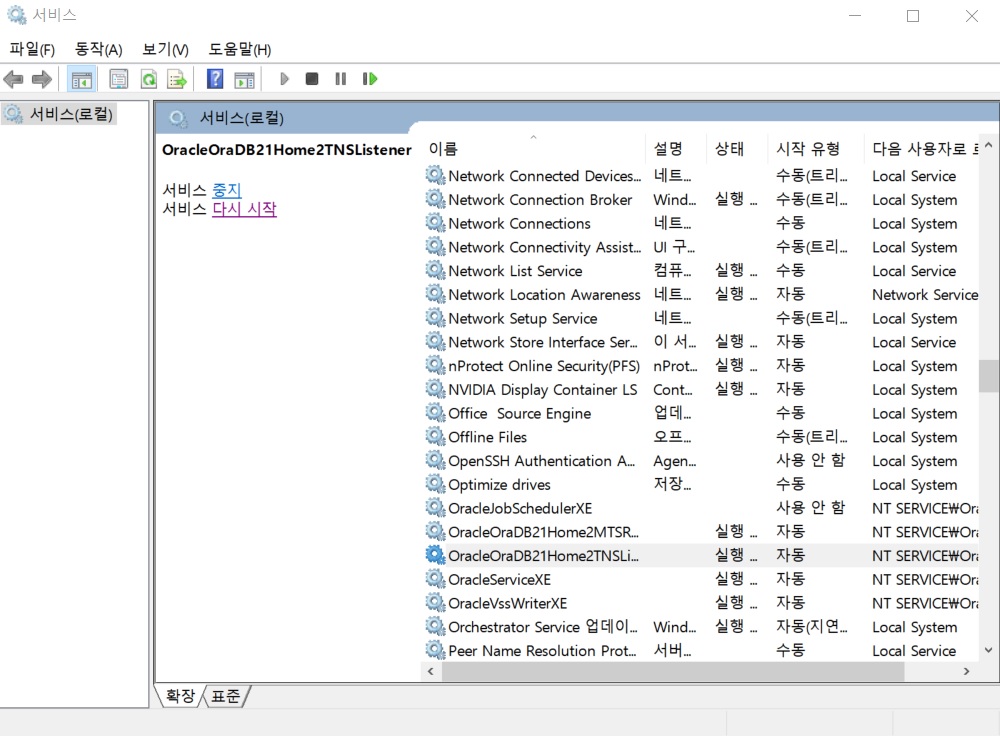 서비스
파일(F) 동작(A) 보기(V) 도움말(H)
서비스(로컬)
서비스(로컬)
OracleOraDB21Home2TNSListener
서비스 중지
서비스 다시 시작
이름 설명 상태 시작 유형 다음 사용자로 로
Network Connected Devices... 네트... 수동(트리... Local Service
Network Connection Broker Wind... 실행 ... 수동(트리... Local System
Network Connections 네트... 수동 Local System
Network Connectivity Assist... UI 구... 수동(트리... Local System
Network List Service 컴퓨... 실행 ... 수동 Local Service
Network Location Awareness 네트... 실행 ... 자동 Network Service
Network Setup Service 네트... 수동(트리... Local System
Network Store Interface Ser... 이 서... 실행 ... 자동 Local Service
nProtect Online Security(PFS) nProt... 실행 ... 자동 Local System
NVIDIA Display Container LS Cont... 실행 ... 자동 Local System
Office  Source Engine 업데... 수동 Local System
Offline Files 오프... 수동(트리... Local System
OpenSSH Authentication A... Agen... 사용 안 함 Local System
Optimize drives 저장... 수동 Local System
OracleJobSchedulerXE 사용 안 함 NT SERVICE₩Ora
OracleOraDB21Home2MTSR... 실행 ... 자동 NT SERVICE₩Ora
OracleOraDB21Home2TNSLi... 실행 ... 자동 NT SERVICE₩Ora
OracleServiceXE 실행 ... 자동 NT SERVICE₩Ora
OracleVssWriterXE 실행 ... 자동 NT SERVICE₩Ora
Orchestrator Service 업데이... Wind... 실행 ... 자동(지연... Local System
Peer Name Resolution Prot... 서버... 수동 Local Service
확장 표준